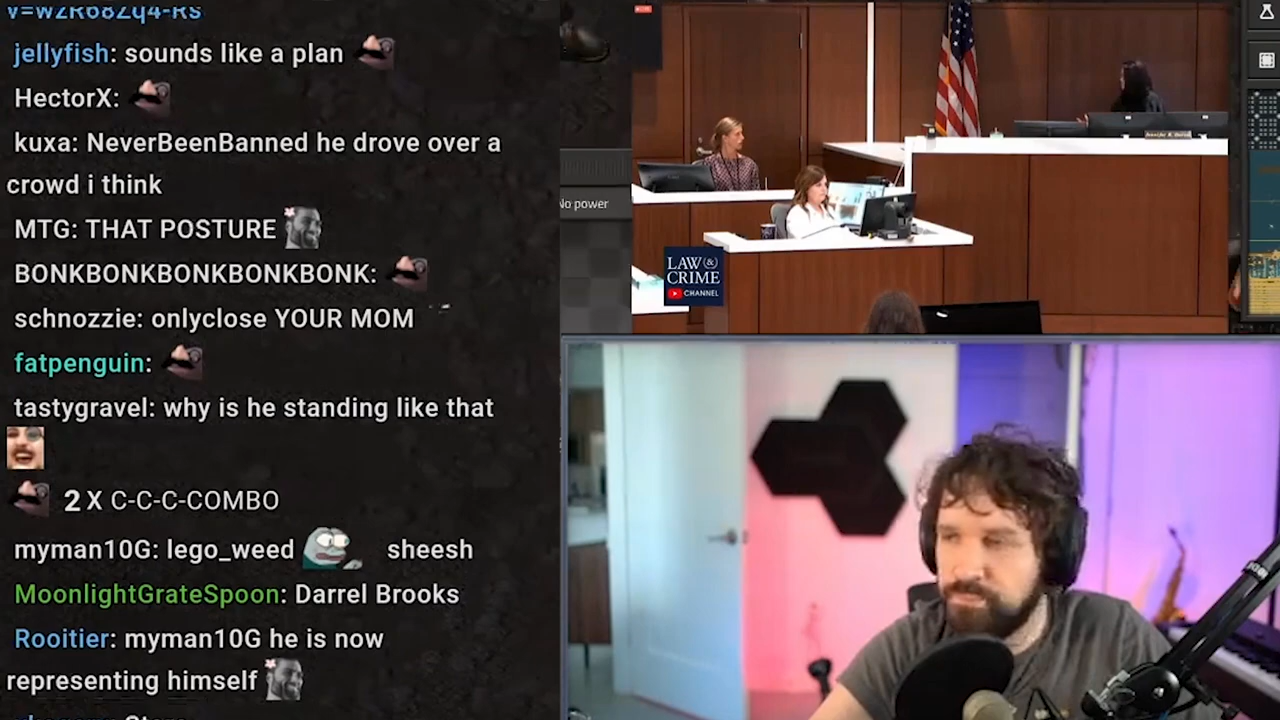 v=wzR68Zq4-Rs
jellyfish: sounds like a plan
HectorX:
kuxa: NeverBeenBanned he drove over a
crowd i think
MTG: THAT POSTURE
BONKBONKBONKBONKBONK:
schnozzie: onlyclose YOUR MOM
fatpenguin:
tastygravel: why is he standing like that
2 X C-C-C-COMBO
myman10G: lego_weed sheesh
MoonlightGrateSpoon: Darrel Brooks
Rooitier: myman10G he is now
representing himself
No power
LAW &
CRIME
CHANNEL